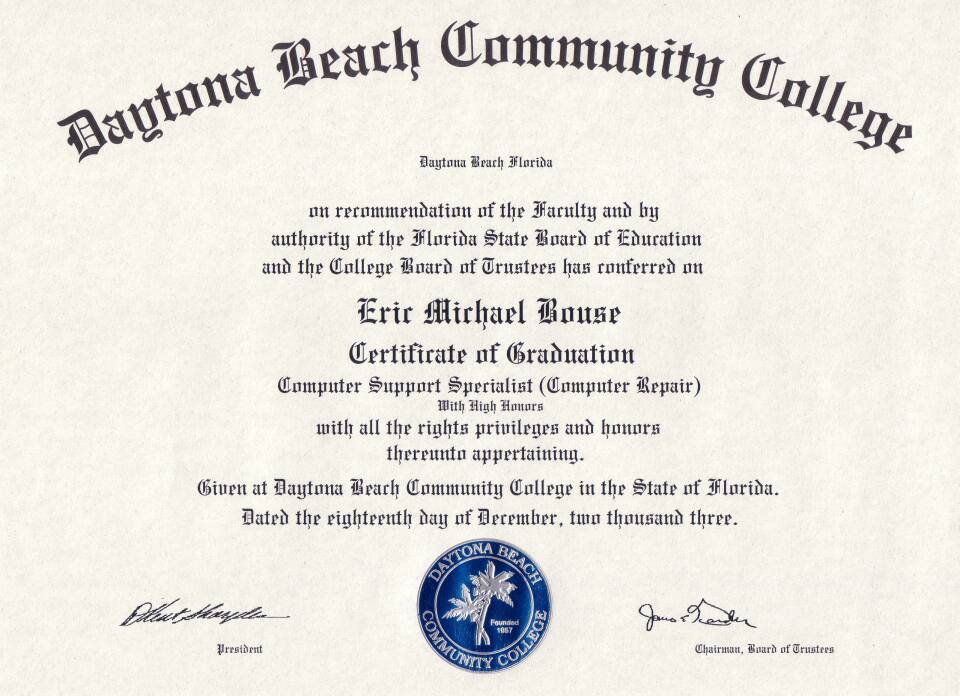 Daytona Beach Community College
Daytona Beach Florida
on recommendation of the Faculty and by
authority of the Florida State Board of Education
and the College Board of Trustees has conferred on
Eric Michael Bouse
Certificate of Graduation
Computer Support Specialist (Computer Repair)
With High Honors
with all the rights privileges and honors
thereunto appertaining.
Given at Daytona Beach Community College in the State of Florida.
Dated the eighteenth day of December, two thousand three.
DAYTONA BEACH
Founded
1957
COMMUNITY COLLEGE
President
Chairman, Board of Trustees